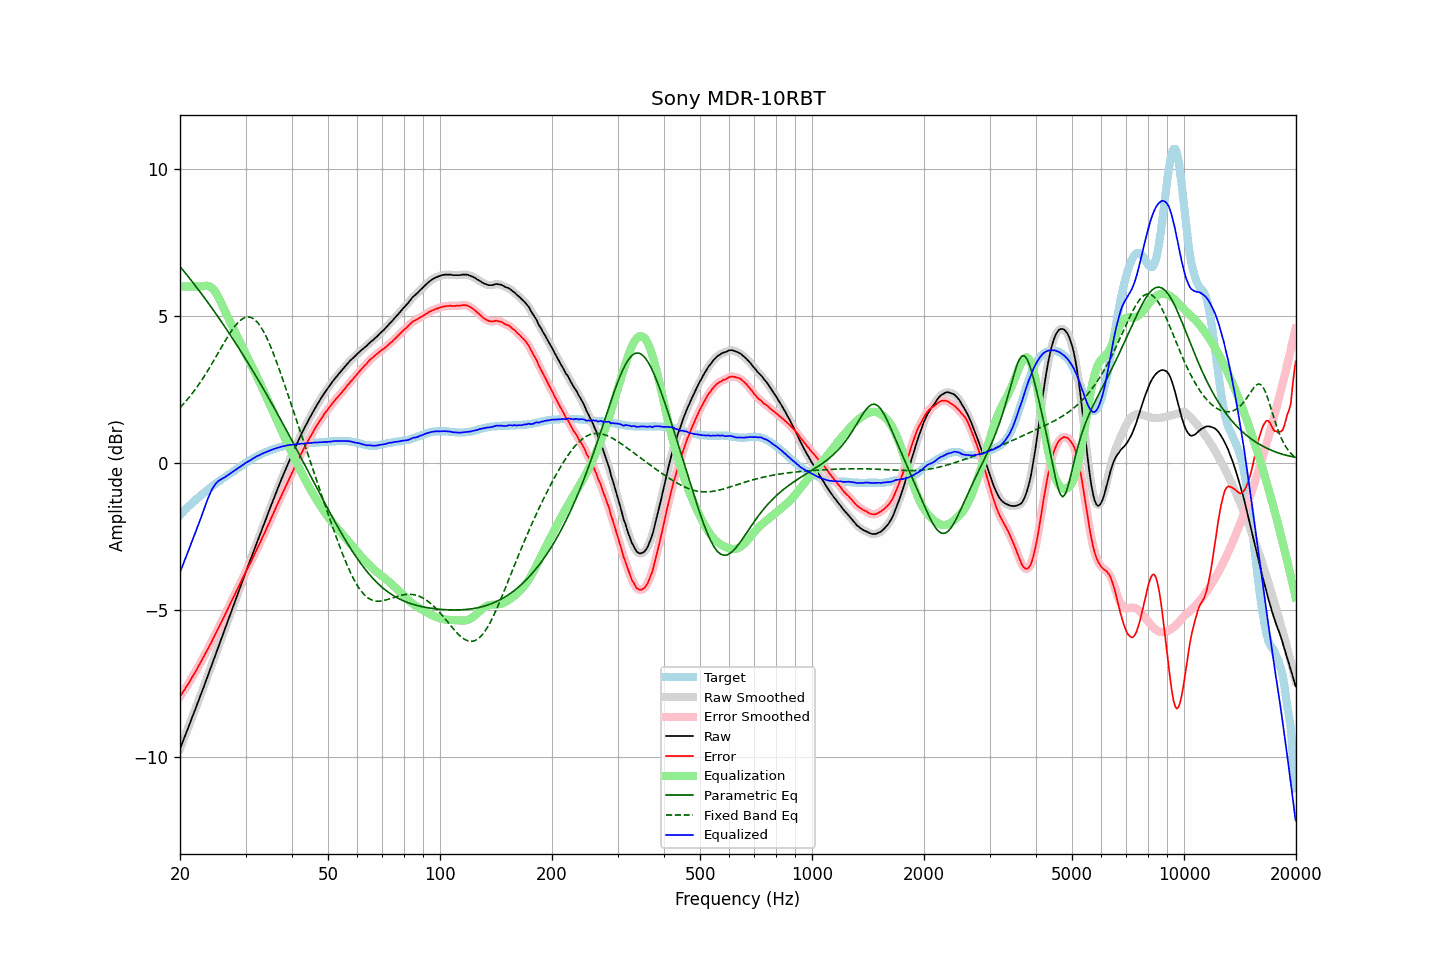 Sony MDR-10RBT
Amplitude (dBr)
10
5
0
−5
−10
Target
Raw Smoothed
Error Smoothed
Raw
Error
Equalization
Parametric Eq
Fixed Band Eq
Equalized
20 50 100 200 500 1000 2000 5000 10000 20000
Frequency (Hz)